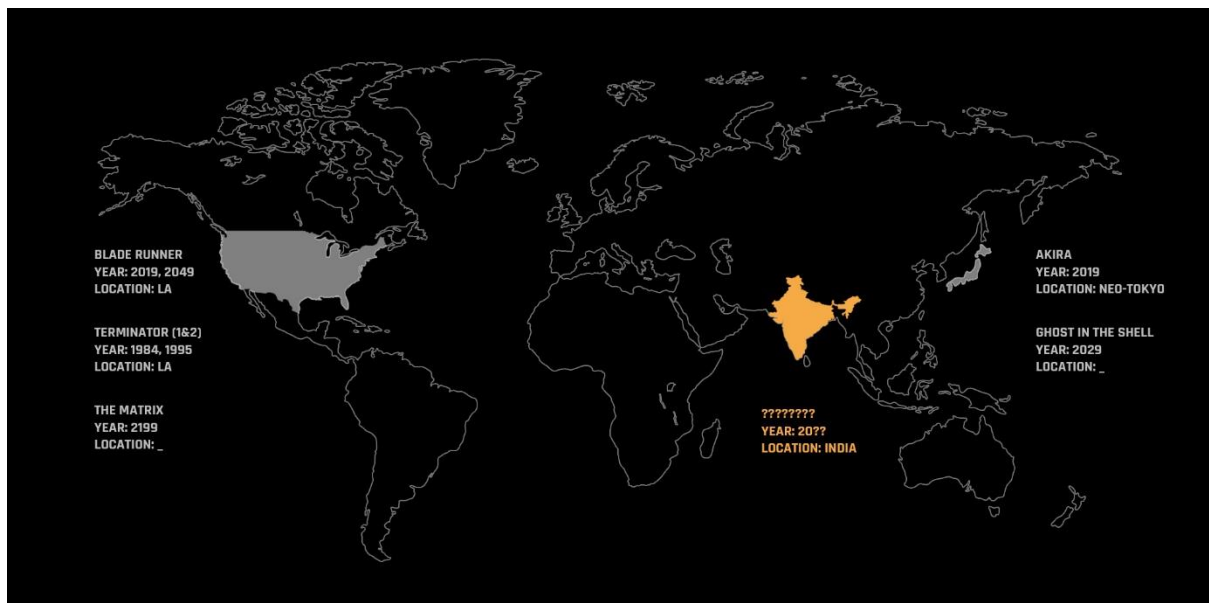 BLADE RUNNER
YEAR: 2019, 2049
LOCATION: LA
TERMINATOR (1&2)
YEAR: 1984, 1995
LOCATION: LA
THE MATRIX
YEAR: 2199
LOCATION: _
????????
YEAR: 20??
LOCATION: INDIA
AKIRA
YEAR: 2019
LOCATION: NEO-TOKYO
GHOST IN THE SHELL
YEAR: 2029
LOCATION: _